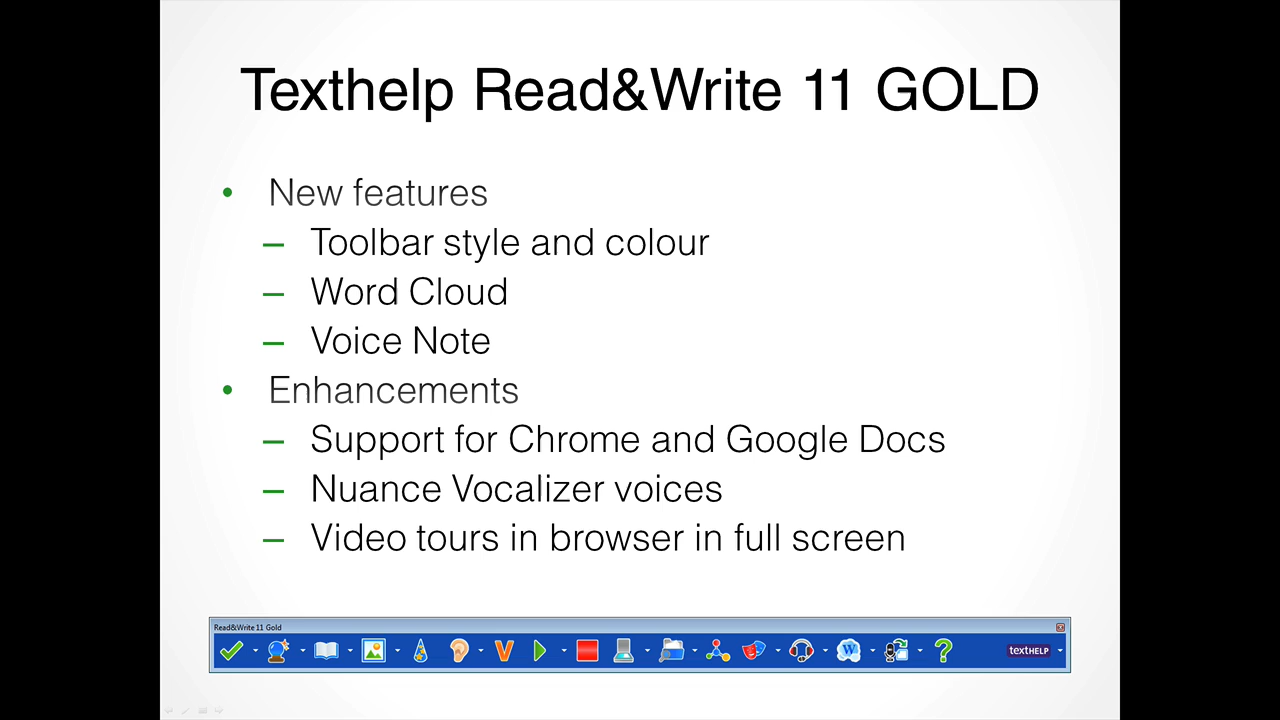 Texthelp Read&Write 11 GOLD
• New features
– Toolbar style and colour
– Word Cloud
– Voice Note
• Enhancements
– Support for Chrome and Google Docs
– Nuance Vocalizer voices
– Video tours in browser in full screen
Read&Write 11 Gold
V W ? textHELP